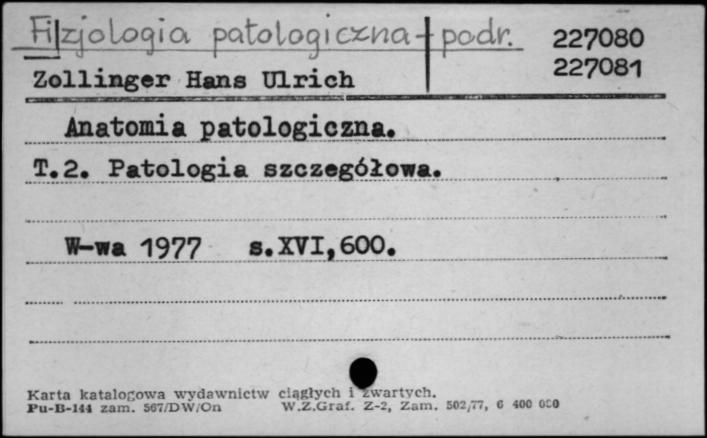 Fizjologia patologiczna - podr.
227080
227081
Zollinger Hans Ulrich
Anatomia patologiczna.
T.2. Patologia szczegółowa.
W-wa 1977 s.XVI,600.
Karta katalogowa wydawnictw ciągłych i zwartych.
Pu-B-144 zam. 567/DW/On W.Z.Graf. Z-2, Zam. 502/77, 6 400 000